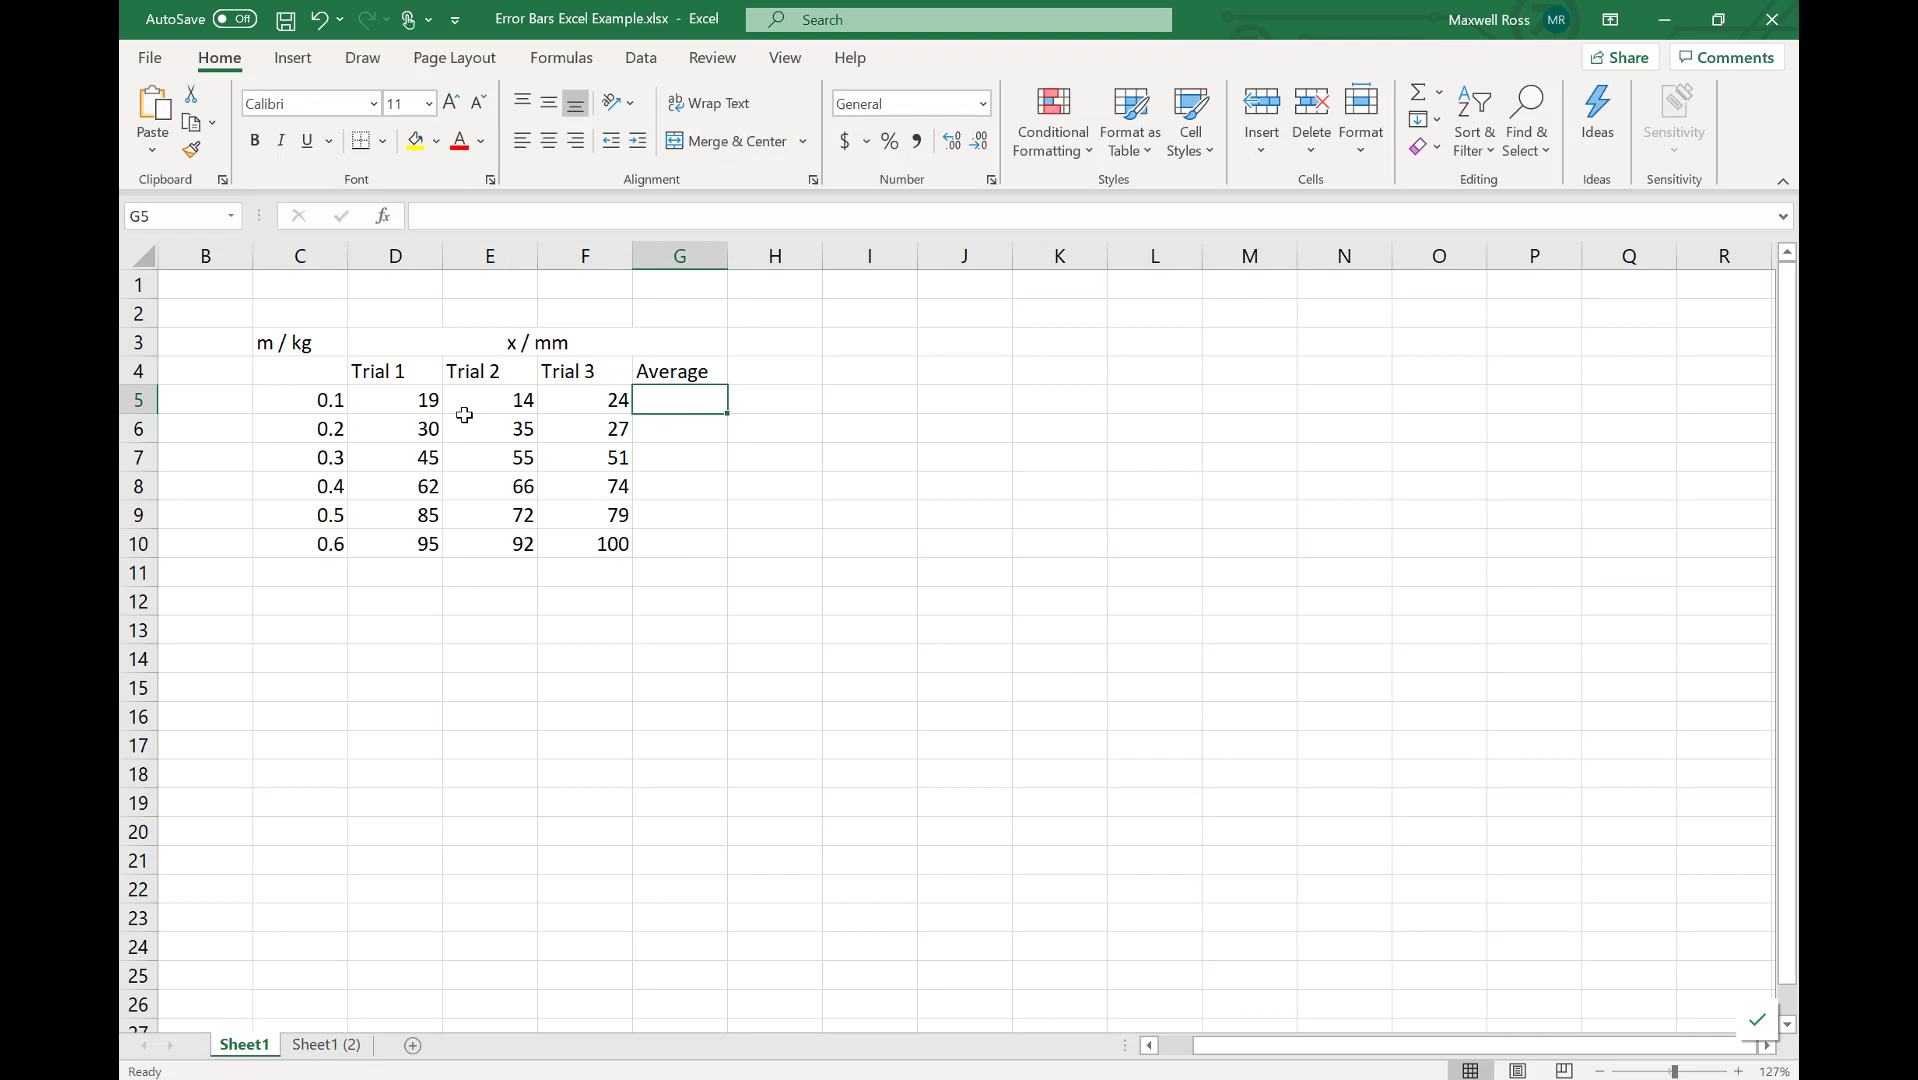 AutoSave Off Error Bars Excel Example.xlsx - Excel Search Maxwell Ross MR
File Home Insert Draw Page Layout Formulas Data Review View Help Share Comments
Calibri 11 A A ab Wrap Text General
Paste B I U A Merge & Center $ % Conditional Formatting Format as Table Cell Styles Insert Delete Format Sort & Filter Find & Select Ideas Sensitivity
Clipboard Font Alignment Number Styles Cells Editing Ideas Sensitivity
G5 fx
B C D E F G H I J K L M N O P Q R
1
2
3 m / kg x / mm
4 Trial 1 Trial 2 Trial 3 Average
5 0.1 19 14 24
6 0.2 30 35 27
7 0.3 45 55 51
8 0.4 62 66 74
9 0.5 85 72 79
10 0.6 95 92 100
11
12
13
14
15
16
17
18
19
20
21
22
23
24
25
26
27
Sheet1 Sheet1 (2)
Ready 127%